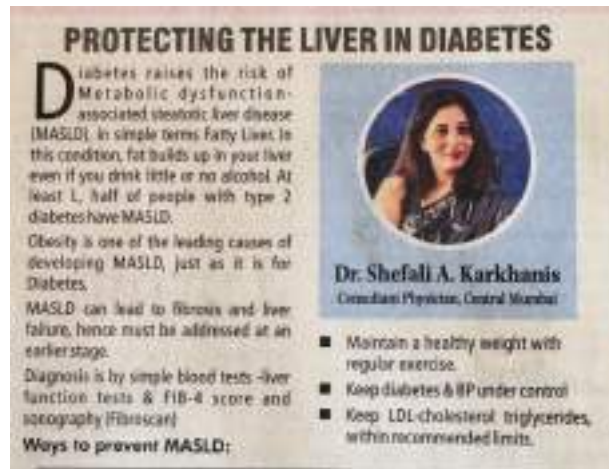 PROTECTING THE LIVER IN DIABETES
Diabetes raises the risk of
Metabolic dysfunction-
associated steatotic liver disease
(MASLD). In simple terms Fatty Liver. In
this condition, fat builds up in your liver
even if you drink little or no alcohol. At
least L, half of people with type 2
diabetes have MASLD.
Obesity is one of the leading causes of
developing MASLD, just as it is for
Diabetes.
MASLD can lead to fibrosis and liver
failure, hence must be addressed at an
earlier stage.
Diagnosis is by simple blood tests -liver
function tests & FIB-4 score and
sonography (Fibroscan)
Ways to prevent MASLD:
Dr. Shefali A. Karkhanis
Consultant Physician, Central Mumbai
■ Maintain a healthy weight with
regular exercise.
■ Keep diabetes & BP under control
■ Keep LDL-cholesterol triglycerides,
within recommended limits.